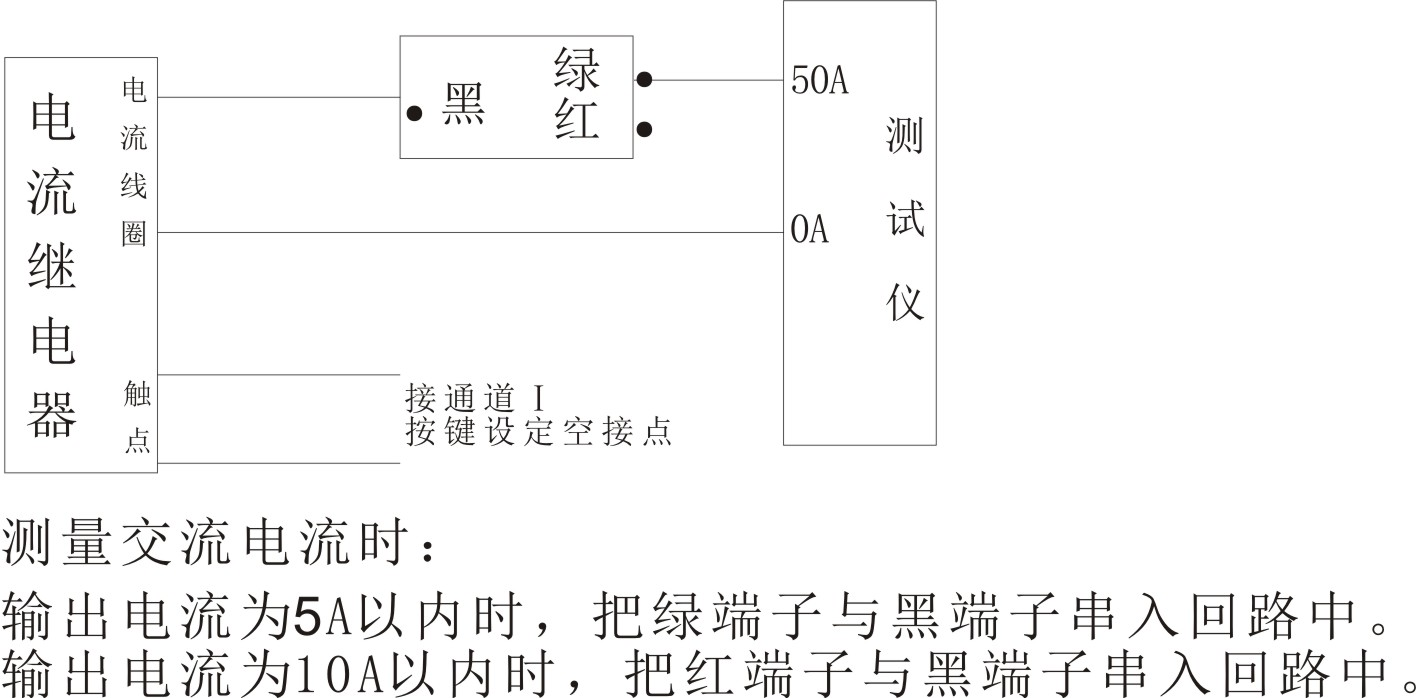 电流继电器
电流线圈
触点
黑
绿
红
50A
0A
测试仪
接通道 I
按键设定空接点
测量交流电流时：
输出电流为5A以内时，把绿端子与黑端子串入回路中。
输出电流为10A以内时，把红端子与黑端子串入回路中。